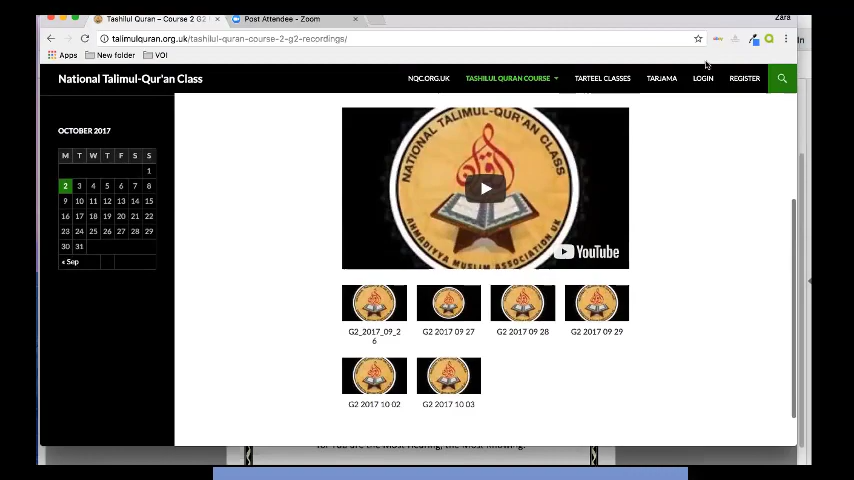 Tashilul Quran – Course 2 G2
Post Attendee - Zoom
Zara
talimulquran.org.uk/tashilul-quran-course-2-g2-recordings/
Apps
New folder
VOI
National Talimul-Qur'an Class
NQC.ORG.UK
TASHILUL QURAN COURSE
TARTEEL CLASSES
TARJAMA
LOGIN
REGISTER
OCTOBER 2017
M T W T F S S
1
2 3 4 5 6 7 8
9 10 11 12 13 14 15
16 17 18 19 20 21 22
23 24 25 26 27 28 29
30 31
« Sep
NATIONAL TALIMUL-QUR'AN CLASS
AHMADIYYA MUSLIM ASSOCIATION UK
YouTube
G2_2017_09_2
6
G2 2017 09 27
G2 2017 09 28
G2 2017 09 29
G2 2017 10 02
G2 2017 10 03